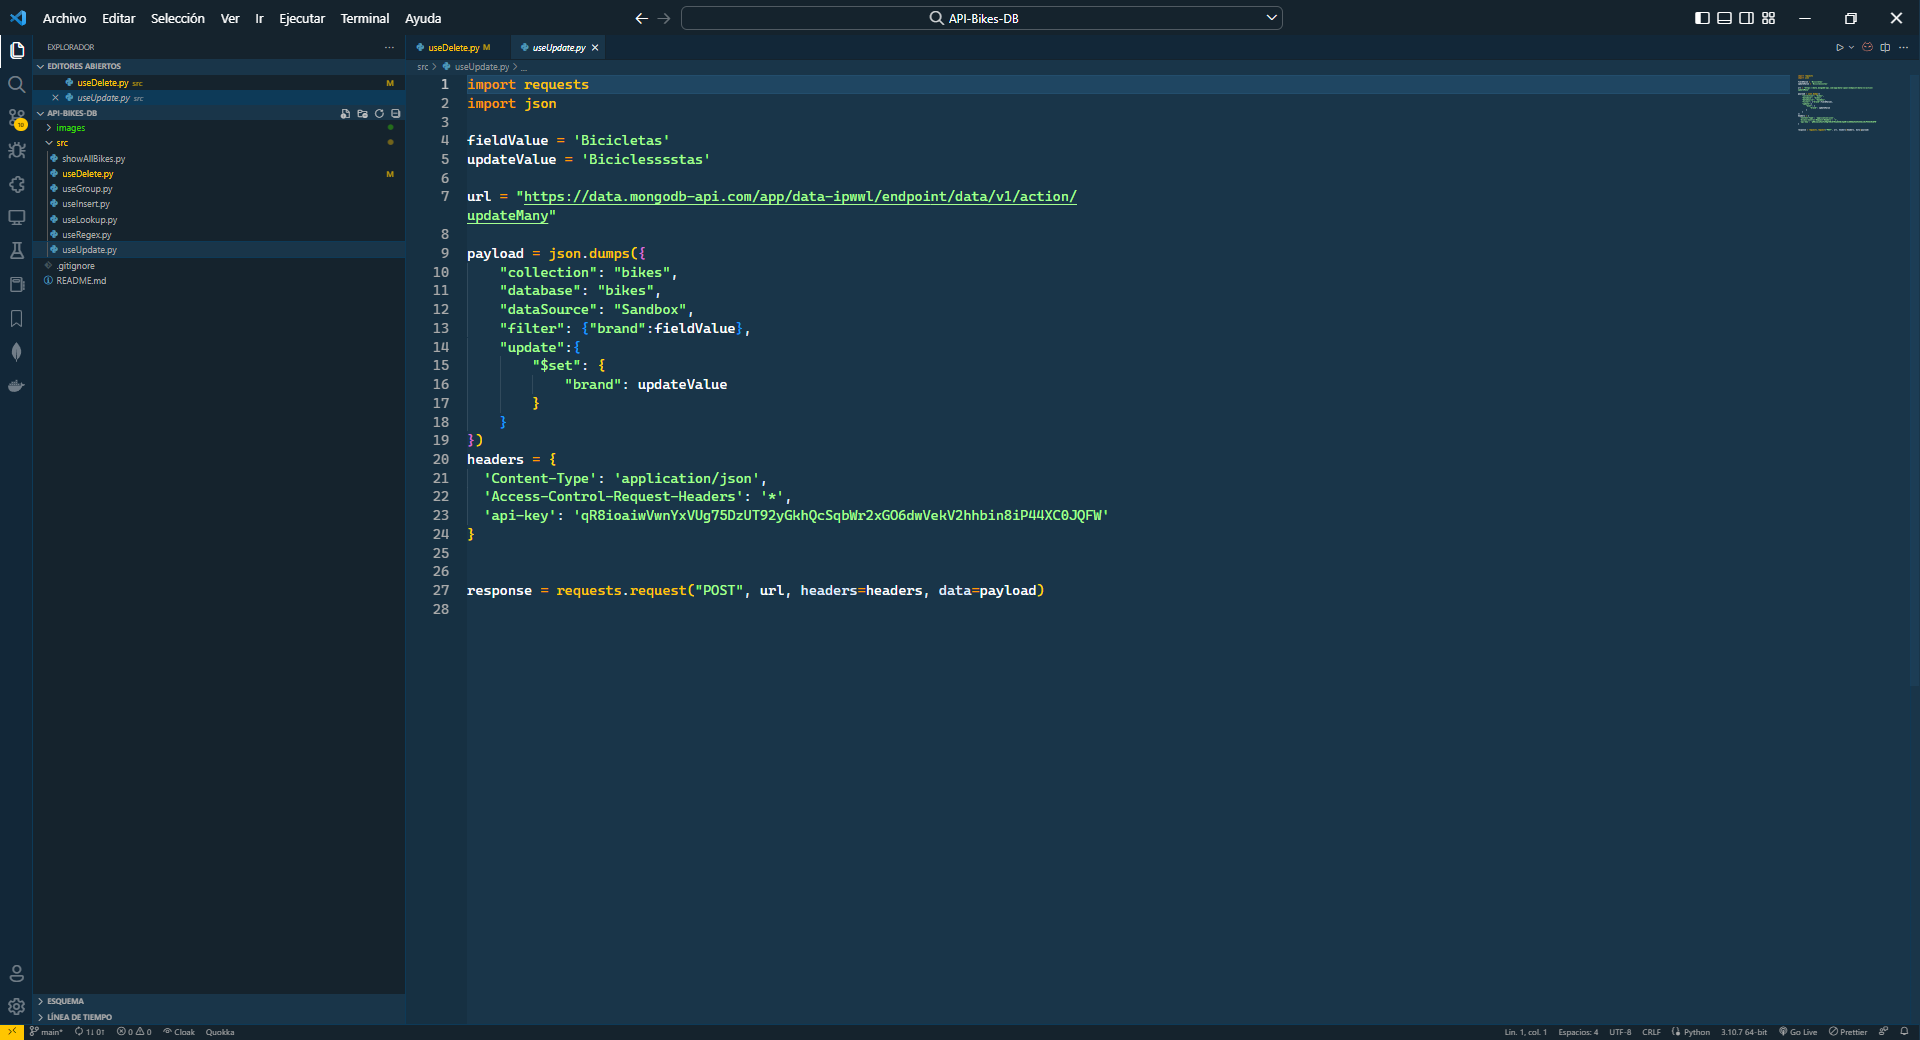 Archivo Editar Selección Ver Ir Ejecutar Terminal Ayuda
API-Bikes-DB
EXPLORADOR
EDITORES ABIERTOS
useDelete.py src M
useUpdate.py src
API-BIKES-DB
images
src
showAllBikes.py
useDelete.py M
useGroup.py
useInsert.py
useLookup.py
useRegex.py
useUpdate.py
.gitignore
README.md
ESQUEMA
LÍNEA DE TIEMPO
useDelete.py M useUpdate.py
src > useUpdate.py > ...
1 import requests
2 import json
3
4 fieldValue = 'Bicicletas'
5 updateValue = 'Biciclesssstas'
6
7 url = "https://data.mongodb-api.com/app/data-ipwwl/endpoint/data/v1/action/
updateMany"
8
9 payload = json.dumps({
10     "collection": "bikes",
11     "database": "bikes",
12     "dataSource": "Sandbox",
13     "filter": {"brand":fieldValue},
14     "update":{
15         "$set": {
16             "brand": updateValue
17         }
18     }
19 })
20 headers = {
21   'Content-Type': 'application/json',
22   'Access-Control-Request-Headers': '*',
23   'api-key': 'qR8ioaiwVwnYxVUg75DzUT92yGkhQcSqbWr2xGO6dwVekV2hhbin8iP44XC0JQFW'
24 }
25
26
27 response = requests.request("POST", url, headers=headers, data=payload)
28
main* 1↓ 0↑ 0 0 Cloak Quokka
Lín. 1, col. 1 Espacios: 4 UTF-8 CRLF Python 3.10.7 64-bit Go Live Prettier